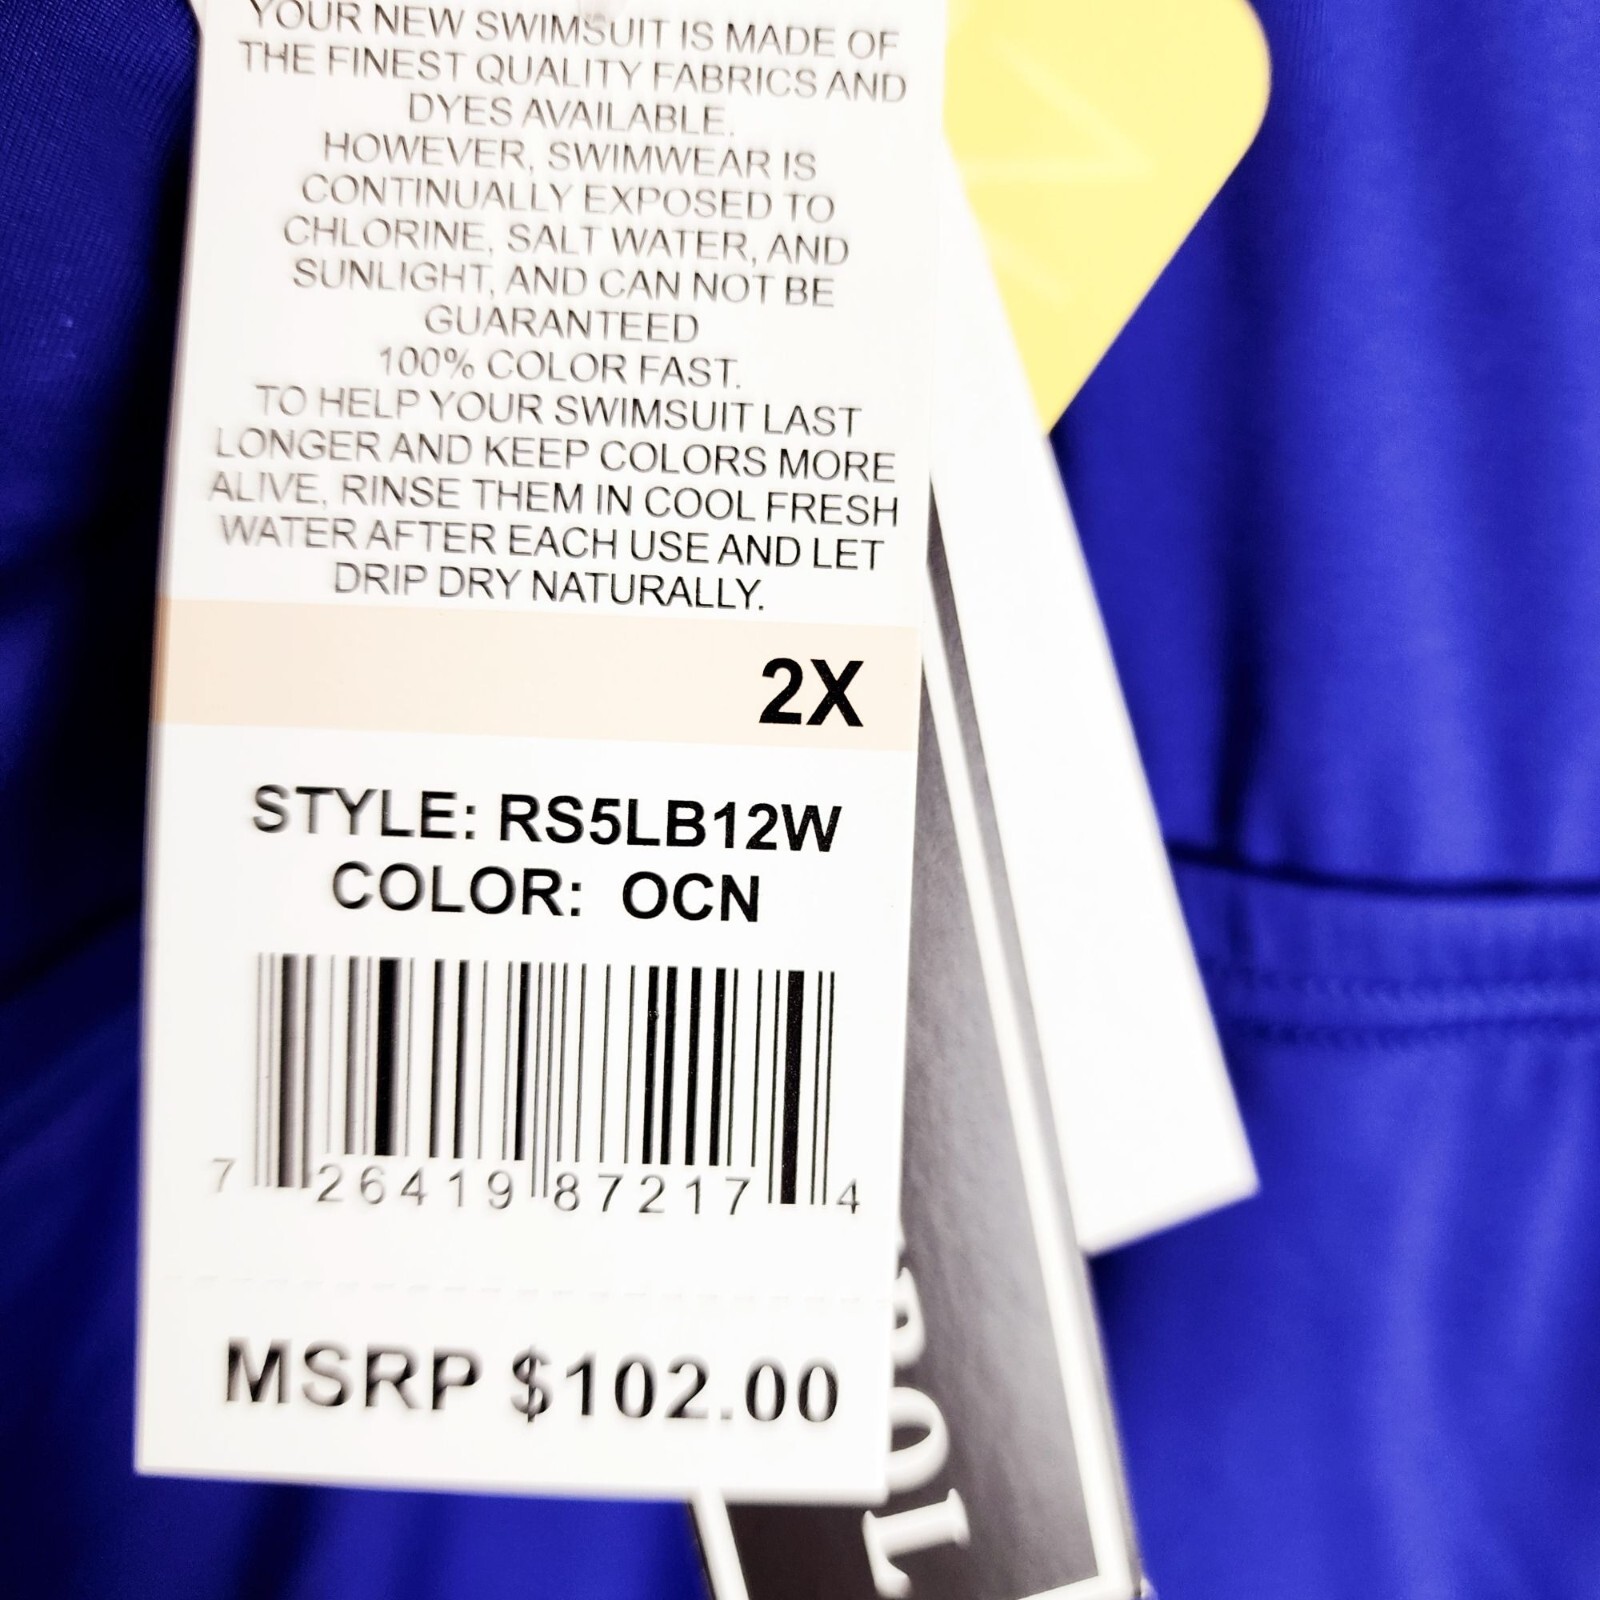 YOUR NEW SWIMSUIT IS MADE OF
THE FINEST QUALITY FABRICS AND
DYES AVAILABLE.
HOWEVER, SWIMWEAR IS
CONTINUALLY EXPOSED TO
CHLORINE, SALT WATER, AND
SUNLIGHT, AND CAN NOT BE
GUARANTEED
100% COLOR FAST.
TO HELP YOUR SWIMSUIT LAST
LONGER AND KEEP COLORS MORE
ALIVE, RINSE THEM IN COOL FRESH
WATER AFTER EACH USE AND LET
DRIP DRY NATURALLY.
2X
STYLE: RS5LB12W
COLOR: OCN
7 26419 87217 4
MSRP $102.00